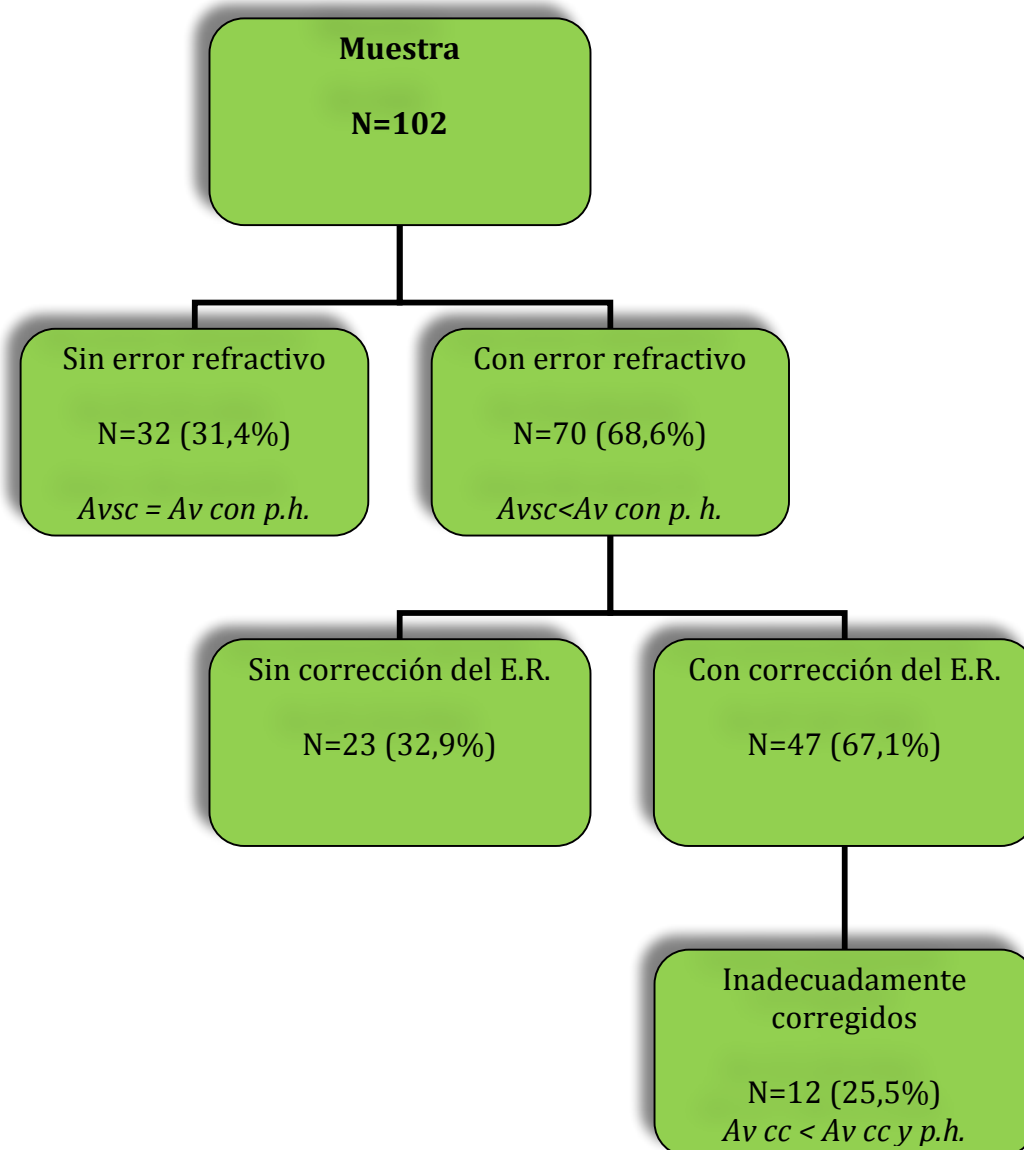 Muestra
N=102
Sin error refractivo
N=32 (31,4%)
Avsc = Av con p.h.
Con error refractivo
N=70 (68,6%)
Avsc<Av con p. h.
Sin corrección del E.R.
N=23 (32,9%)
Con corrección del E.R.
N=47 (67,1%)
Inadecuadamente
corregidos
N=12 (25,5%)
Av cc < Av cc y p.h.